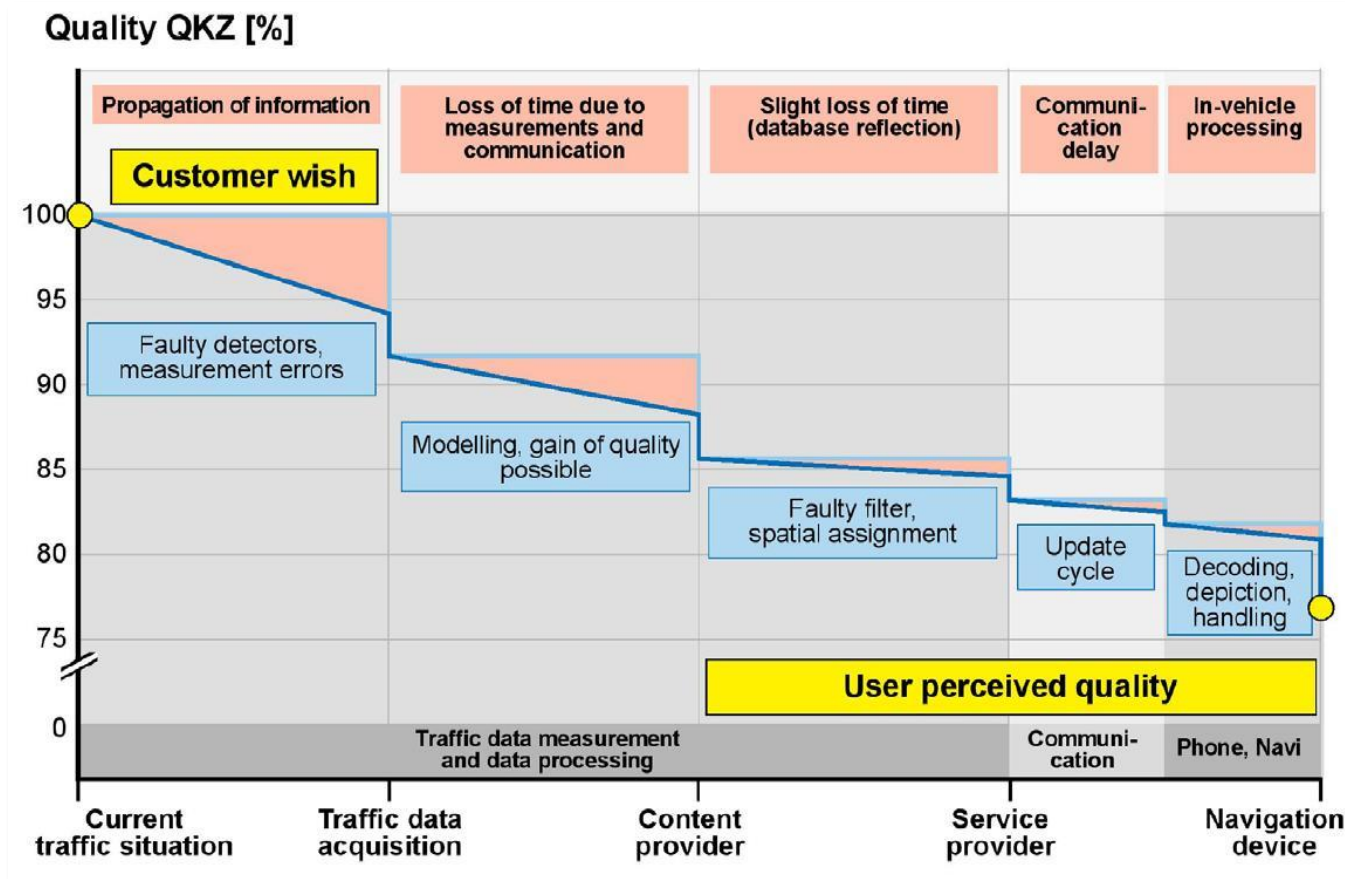 Quality QKZ [%]
Propagation of information
Loss of time due to
measurements and
communication
Slight loss of time
(database reflection)
Communi-
cation
delay
In-vehicle
processing
Customer wish
100
95
90
85
80
75
0
Faulty detectors,
measurement errors
Modelling, gain of quality
possible
Faulty filter,
spatial assignment
Update
cycle
Decoding,
depiction,
handling
User perceived quality
Traffic data measurement
and data processing
Communi-
cation
Phone, Navi
Current
traffic situation
Traffic data
acquisition
Content
provider
Service
provider
Navigation
device